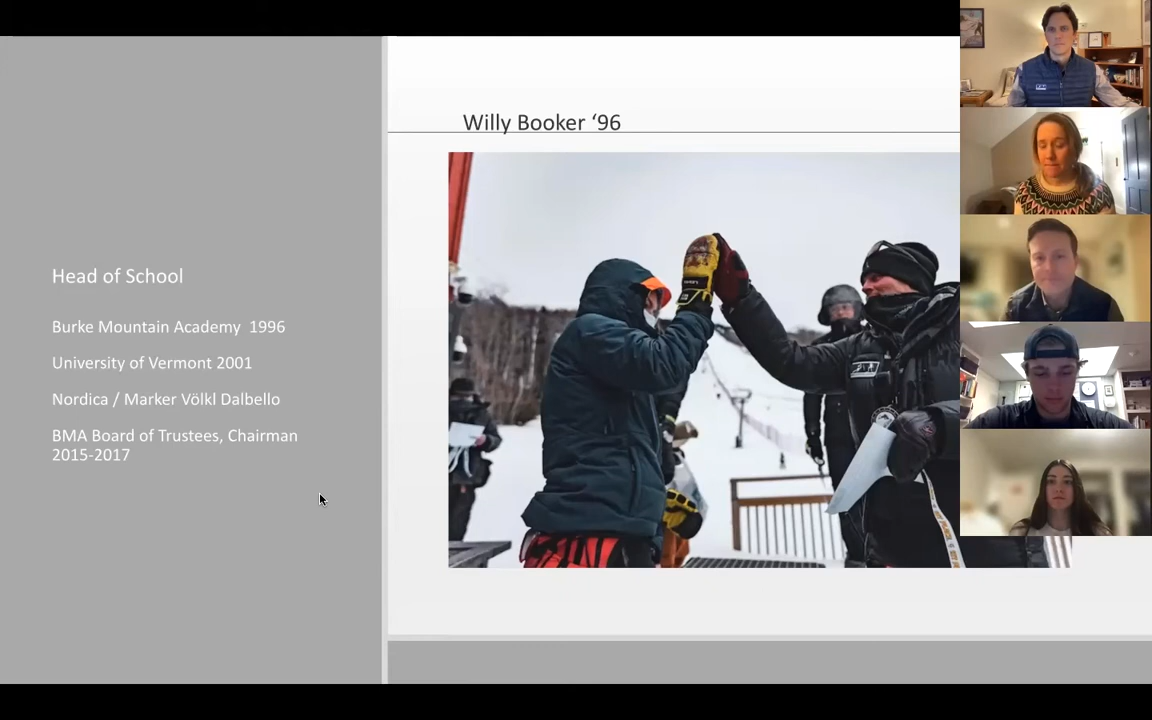 Willy Booker ‘96
Head of School
Burke Mountain Academy  1996
University of Vermont 2001
Nordica / Marker Völkl Dalbello
BMA Board of Trustees, Chairman
2015-2017